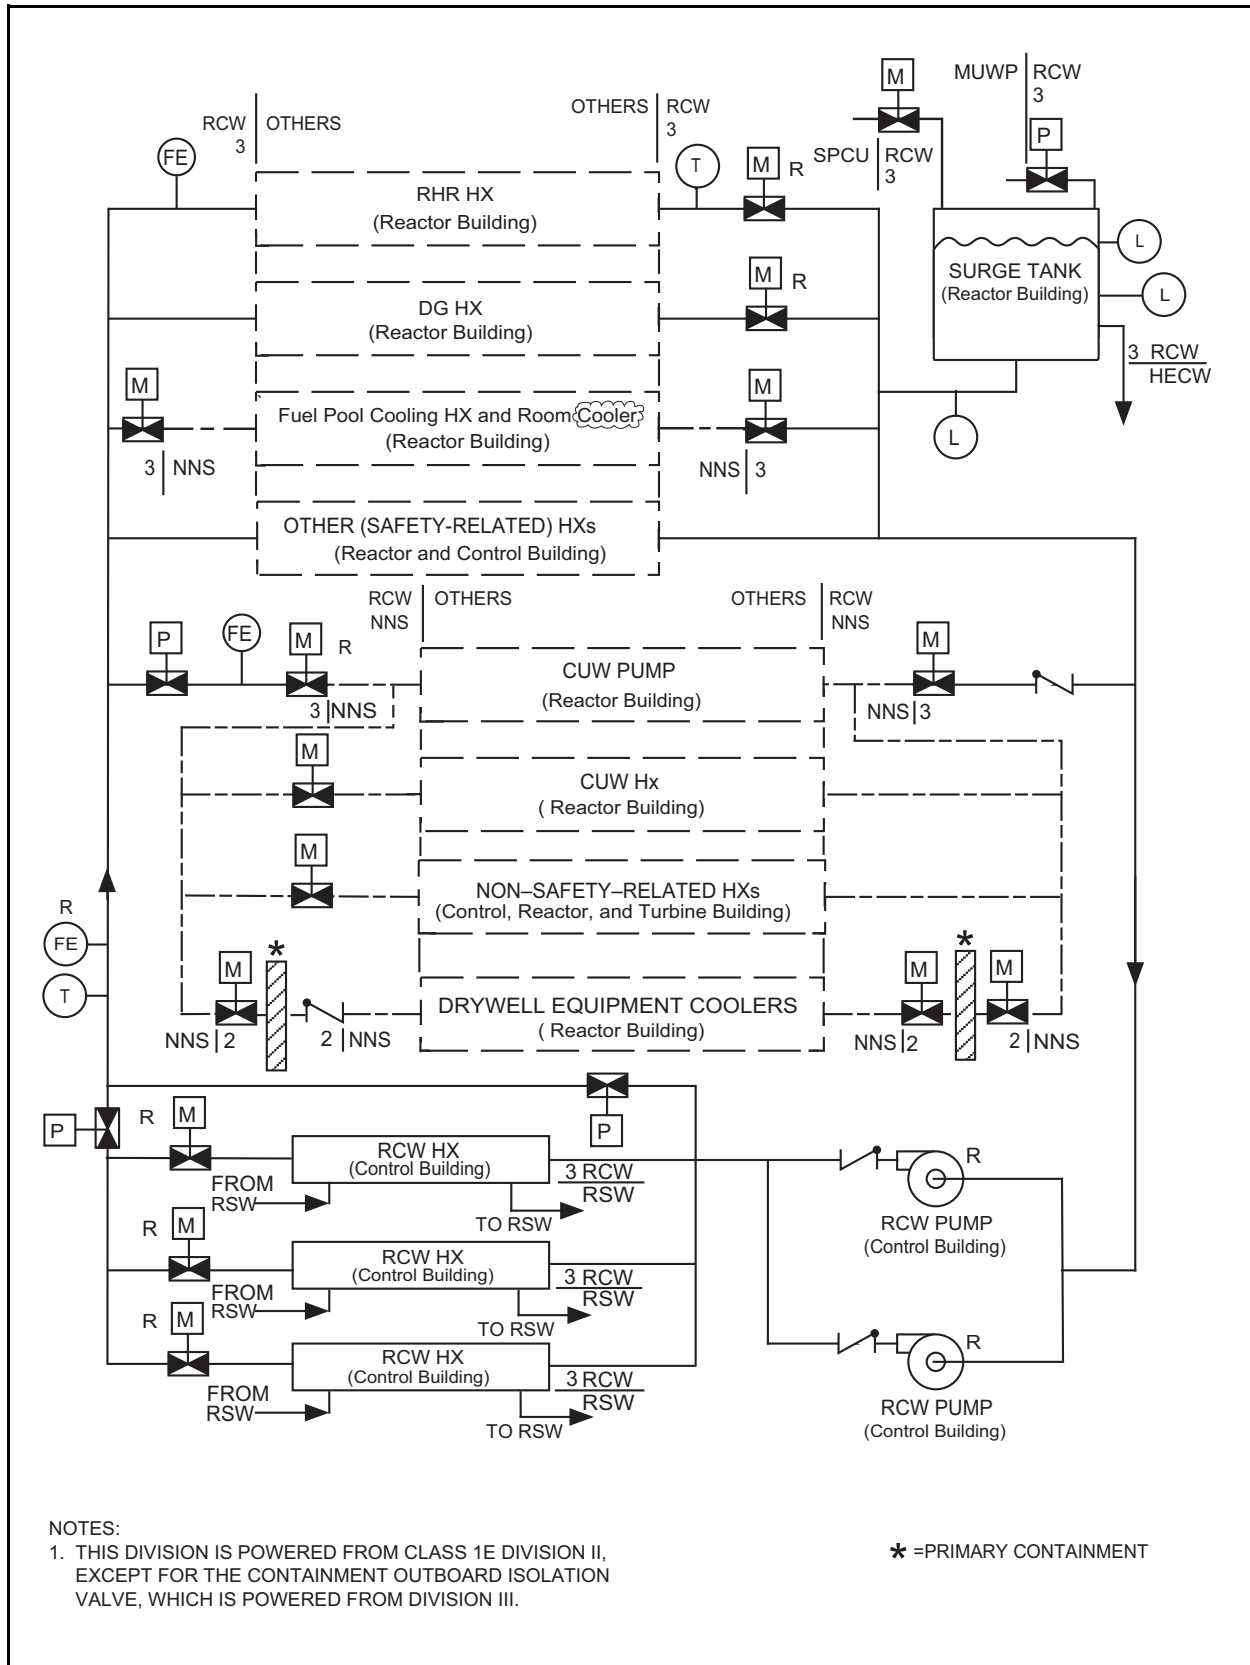 M
MUWP RCW
3
OTHERS RCW
3
RCW OTHERS
3
P
FE
T
M R
SPCU RCW
3
RHR HX
(Reactor Building)
L
SURGE TANK
(Reactor Building)
L
M R
DG HX
(Reactor Building)
3 RCW
HECW
M
M
Fuel Pool Cooling HX and Room Cooler
(Reactor Building)
L
3 NNS
NNS 3
OTHER (SAFETY-RELATED) HXs
(Reactor and Control Building)
RCW OTHERS
NNS
OTHERS RCW
NNS
P
FE
M R
M
CUW PUMP
(Reactor Building)
3 NNS
NNS 3
M
CUW Hx
( Reactor Building)
M
NON–SAFETY–RELATED HXs
(Control, Reactor, and Turbine Building)
R
FE
T
M
*
*
M
M
DRYWELL EQUIPMENT COOLERS
( Reactor Building)
NNS 2
2 NNS
NNS 2
2 NNS
P
R M
P
RCW HX
(Control Building)
3 RCW
RSW
FROM
RSW
TO RSW
R
RCW PUMP
(Control Building)
R M
RCW HX
(Control Building)
3 RCW
RSW
FROM
RSW
TO RSW
R M
RCW HX
(Control Building)
3 RCW
RSW
FROM
RSW
TO RSW
R
RCW PUMP
(Control Building)
NOTES:
1. THIS DIVISION IS POWERED FROM CLASS 1E DIVISION II,
EXCEPT FOR THE CONTAINMENT OUTBOARD ISOLATION
VALVE, WHICH IS POWERED FROM DIVISION III.
* =PRIMARY CONTAINMENT